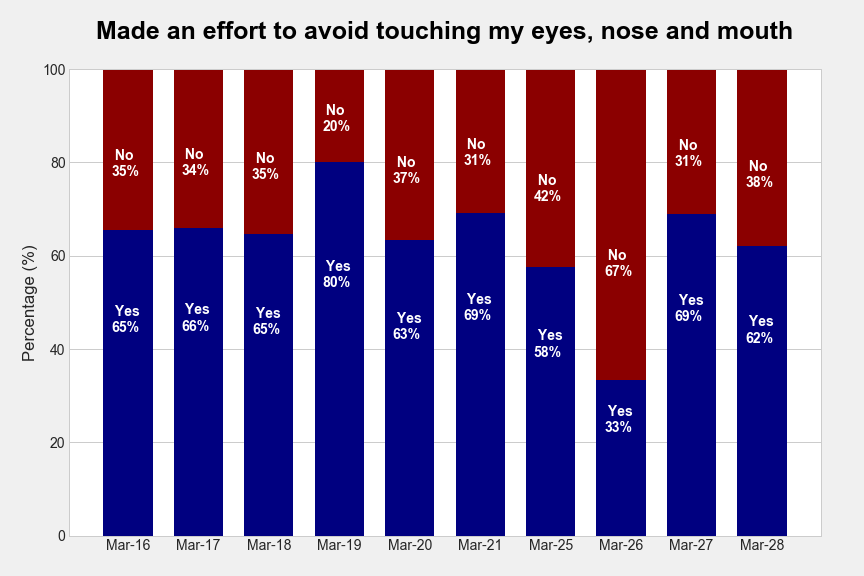 Made an effort to avoid touching my eyes, nose and mouth
Percentage (%)
100
80
60
40
20
0
No
35%
Yes
65%
No
34%
Yes
66%
No
35%
Yes
65%
No
20%
Yes
80%
No
37%
Yes
63%
No
31%
Yes
69%
No
42%
Yes
58%
No
67%
Yes
33%
No
31%
Yes
69%
No
38%
Yes
62%
Mar-16
Mar-17
Mar-18
Mar-19
Mar-20
Mar-21
Mar-25
Mar-26
Mar-27
Mar-28